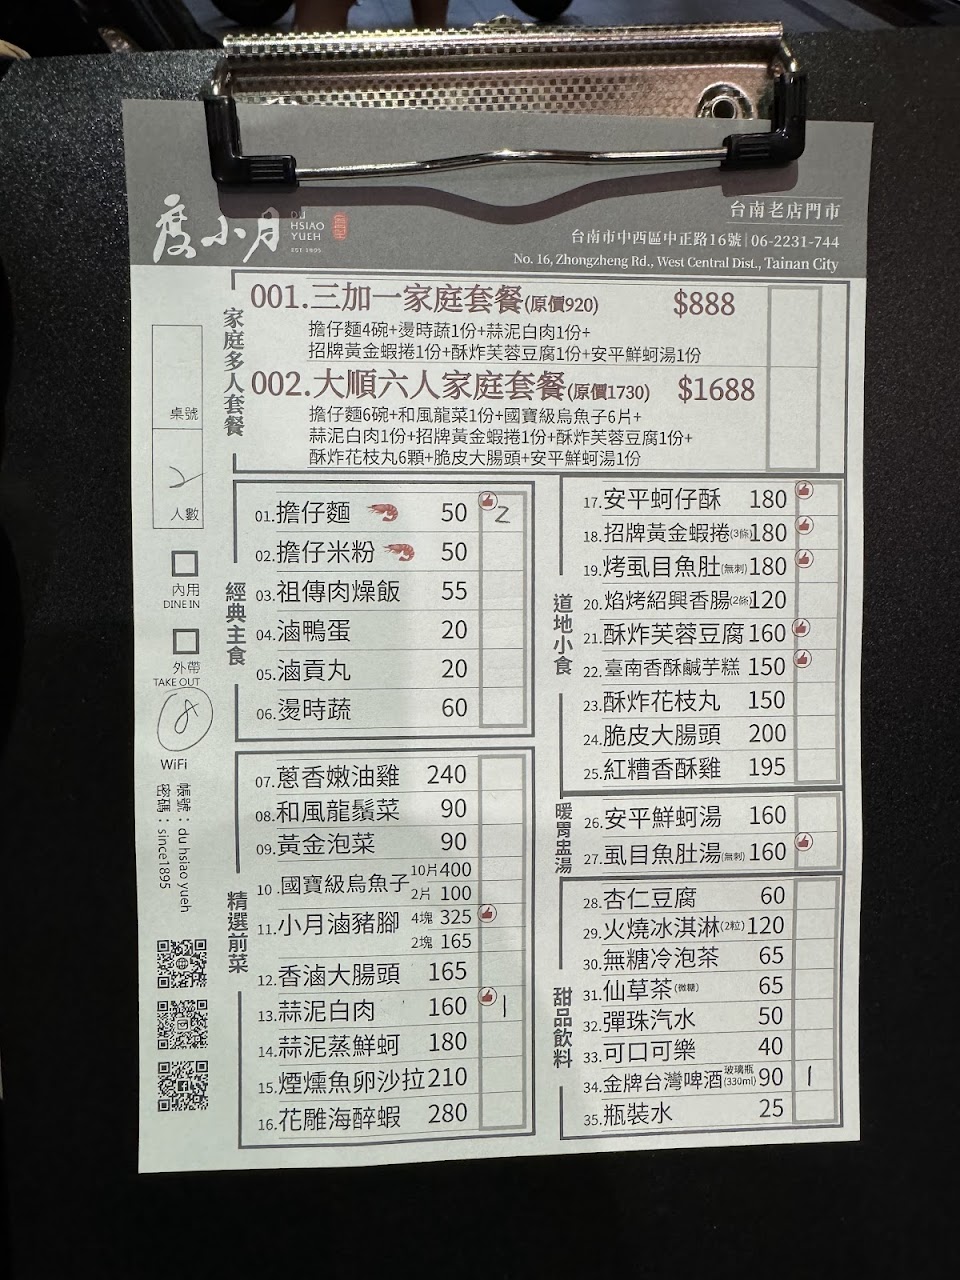 度小月
DU
HSIAO
YUEH
EST 1895
台南老店門市
台南市中西區中正路16號 | 06-2231-744
No. 16, Zhongzheng Rd., West Central Dist., Tainan City
家庭多人套餐
001.三加一家庭套餐(原價920) $888
擔仔麵4碗+燙時蔬1份+蒜泥白肉1份+
招牌黃金蝦捲1份+酥炸芙蓉豆腐1份+安平鮮蚵湯1份
002.大順六人家庭套餐(原價1730) $1688
擔仔麵6碗+和風龍菜1份+國寶級烏魚子6片+
蒜泥白肉1份+招牌黃金蝦捲1份+酥炸芙蓉豆腐1份+
酥炸花枝丸6顆+脆皮大腸頭+安平鮮蚵湯1份
桌號
2
人數
內用
DINE IN
外帶
TAKE OUT
8
WiFi
帳號：du hsiao yueh
密碼：since1895
經典主食
01.擔仔麵 50 2
02.擔仔米粉 50
03.祖傳肉燥飯 55
04.滷鴨蛋 20
05.滷貢丸 20
06.燙時蔬 60
精選前菜
07.蔥香嫩油雞 240
08.和風龍鬚菜 90
09.黃金泡菜 90
10.國寶級烏魚子 10片 400
2片 100
11.小月滷豬腳 4塊 325
2塊 165
12.香滷大腸頭 165
13.蒜泥白肉 160 1
14.蒜泥蒸鮮蚵 180
15.煙燻魚卵沙拉 210
16.花雕海醉蝦 280
道地小食
17.安平蚵仔酥 180
18.招牌黃金蝦捲(3條) 180
19.烤虱目魚肚(無刺) 180
20.焰烤紹興香腸(2條) 120
21.酥炸芙蓉豆腐 160
22.臺南香酥鹹芋糕 150
23.酥炸花枝丸 150
24.脆皮大腸頭 200
25.紅糟香酥雞 195
暖胃盅湯
26.安平鮮蚵湯 160
27.虱目魚肚湯(無刺) 160
甜品飲料
28.杏仁豆腐 60
29.火燒冰淇淋(2粒) 120
30.無糖冷泡茶 65
31.仙草茶(微糖) 65
32.彈珠汽水 50
33.可口可樂 40
34.金牌台灣啤酒 玻璃瓶(330ml) 90 1
35.瓶裝水 25